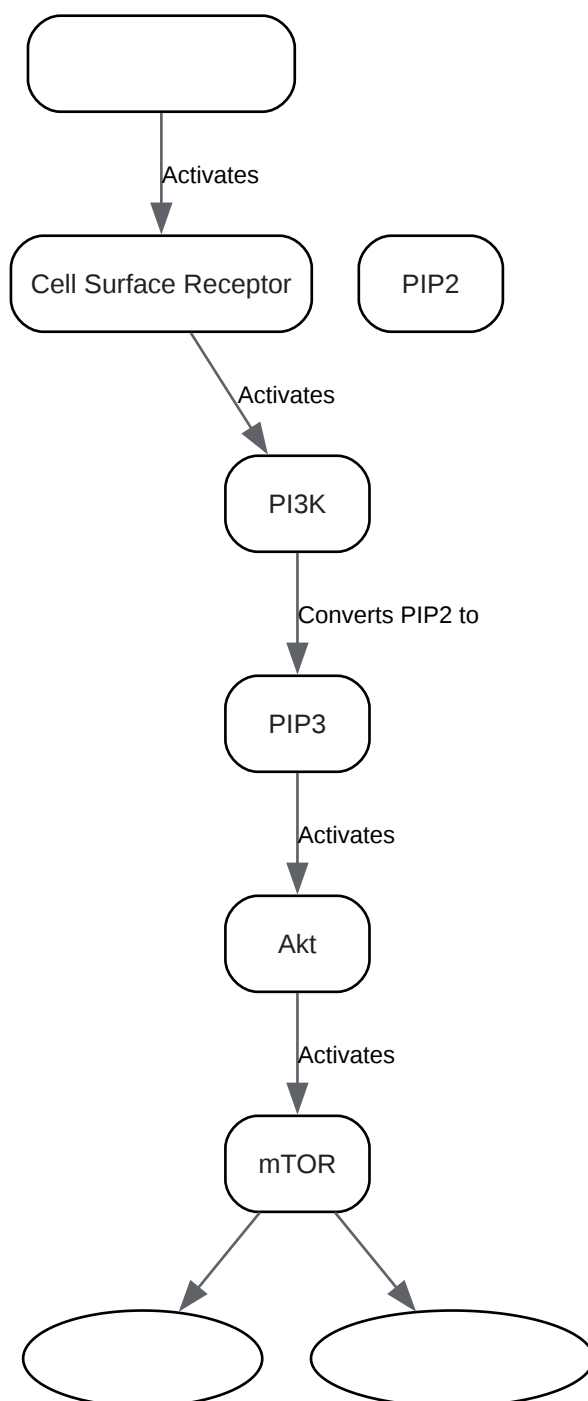 Activates
Cell Surface Receptor
PIP2
Activates
PI3K
Converts PIP2 to
PIP3
Activates
Akt
Activates
mTOR